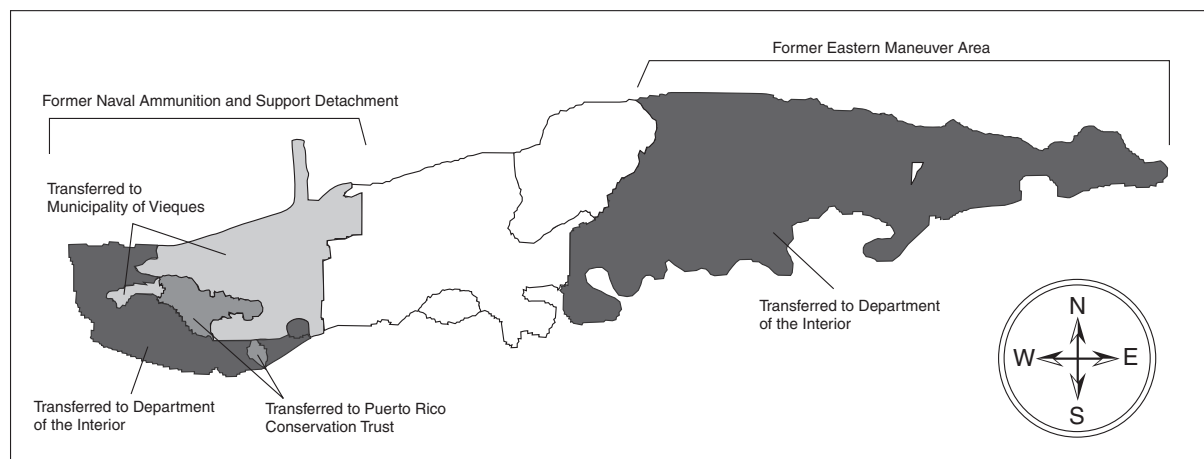 Former Eastern Maneuver Area
Former Naval Ammunition and Support Detachment
Transferred to
Municipality of Vieques
Transferred to Department
of the Interior
Transferred to Department
of the Interior
Transferred to Puerto Rico
Conservation Trust
N
W E
S